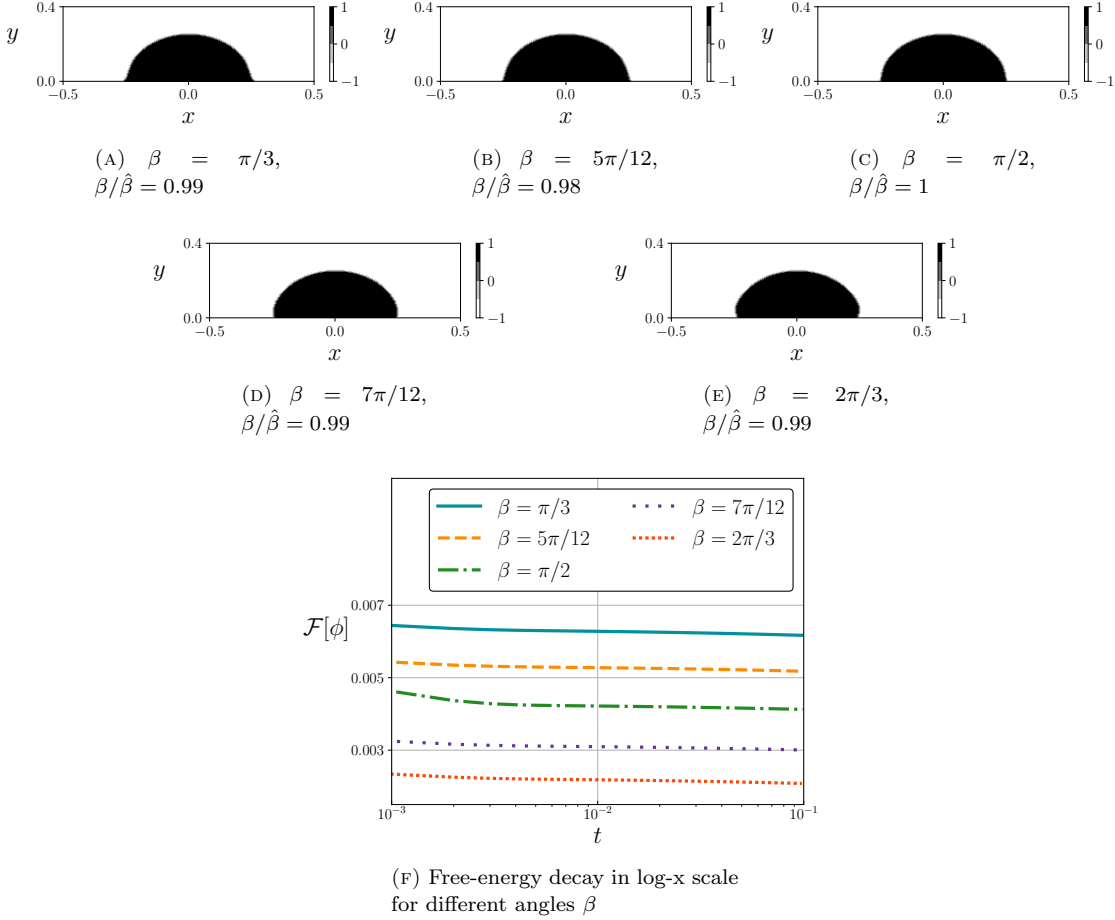 0.4
y
0.0
−0.5
0.0
0.5
x
1
0
−1
0.4
y
0.0
−0.5
0.0
0.5
x
1
0
−1
0.4
y
0.0
−0.5
0.0
0.5
x
1
0
−1
(A) β = π/3,
β/β̂ = 0.99
(B) β = 5π/12,
β/β̂ = 0.98
(C) β = π/2,
β/β̂ = 1
0.4
y
0.0
−0.5
0.0
0.5
x
1
0
−1
0.4
y
0.0
−0.5
0.0
0.5
x
1
0
−1
(D) β = 7π/12,
β/β̂ = 0.99
(E) β = 2π/3,
β/β̂ = 0.99
β = π/3
β = 5π/12
β = π/2
β = 7π/12
β = 2π/3
0.007
ℱ[ϕ]
0.005
0.003
10⁻³
10⁻²
10⁻¹
t
(F) Free-energy decay in log-x scale
for different angles β